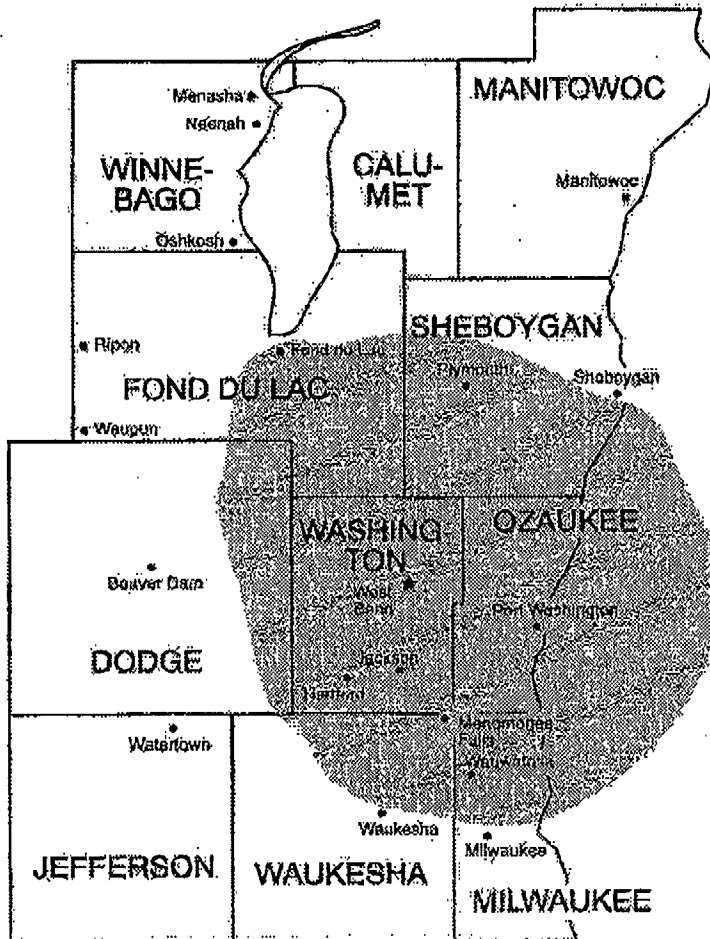 MANITOWOC
Menasha
Neenah
WINNE-
BAGO
CALU-
MET
Manitowoc
Oshkosh
SHEBOYGAN
Ripon
Fond du Lac
Plymouth
Sheboygan
FOND DU LAC
Waupun
OZAUKEE
WASHING-
TON
Beaver Dam
West
Bend
Port Washington
DODGE
Jackson
Hartford
Menomonee
Falls
Watertown
Wauwatosa
Waukesha
Milwaukee
JEFFERSON
WAUKESHA
MILWAUKEE